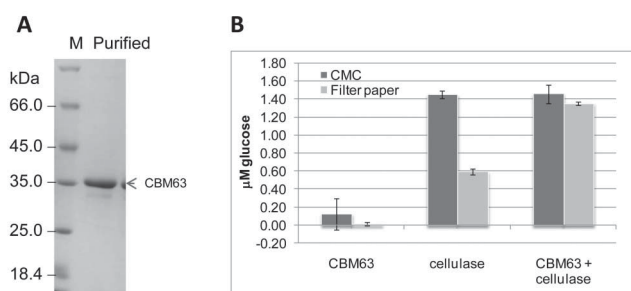 A
M Purified
kDa
66.0
45.0
35.0
CBM63
25.0
18.4
B
1.80
1.60
1.40
1.20
1.00
0.80
0.60
0.40
0.20
0.00
-0.20
µM glucose
CMC
Filter paper
CBM63
cellulase
CBM63 +
cellulase